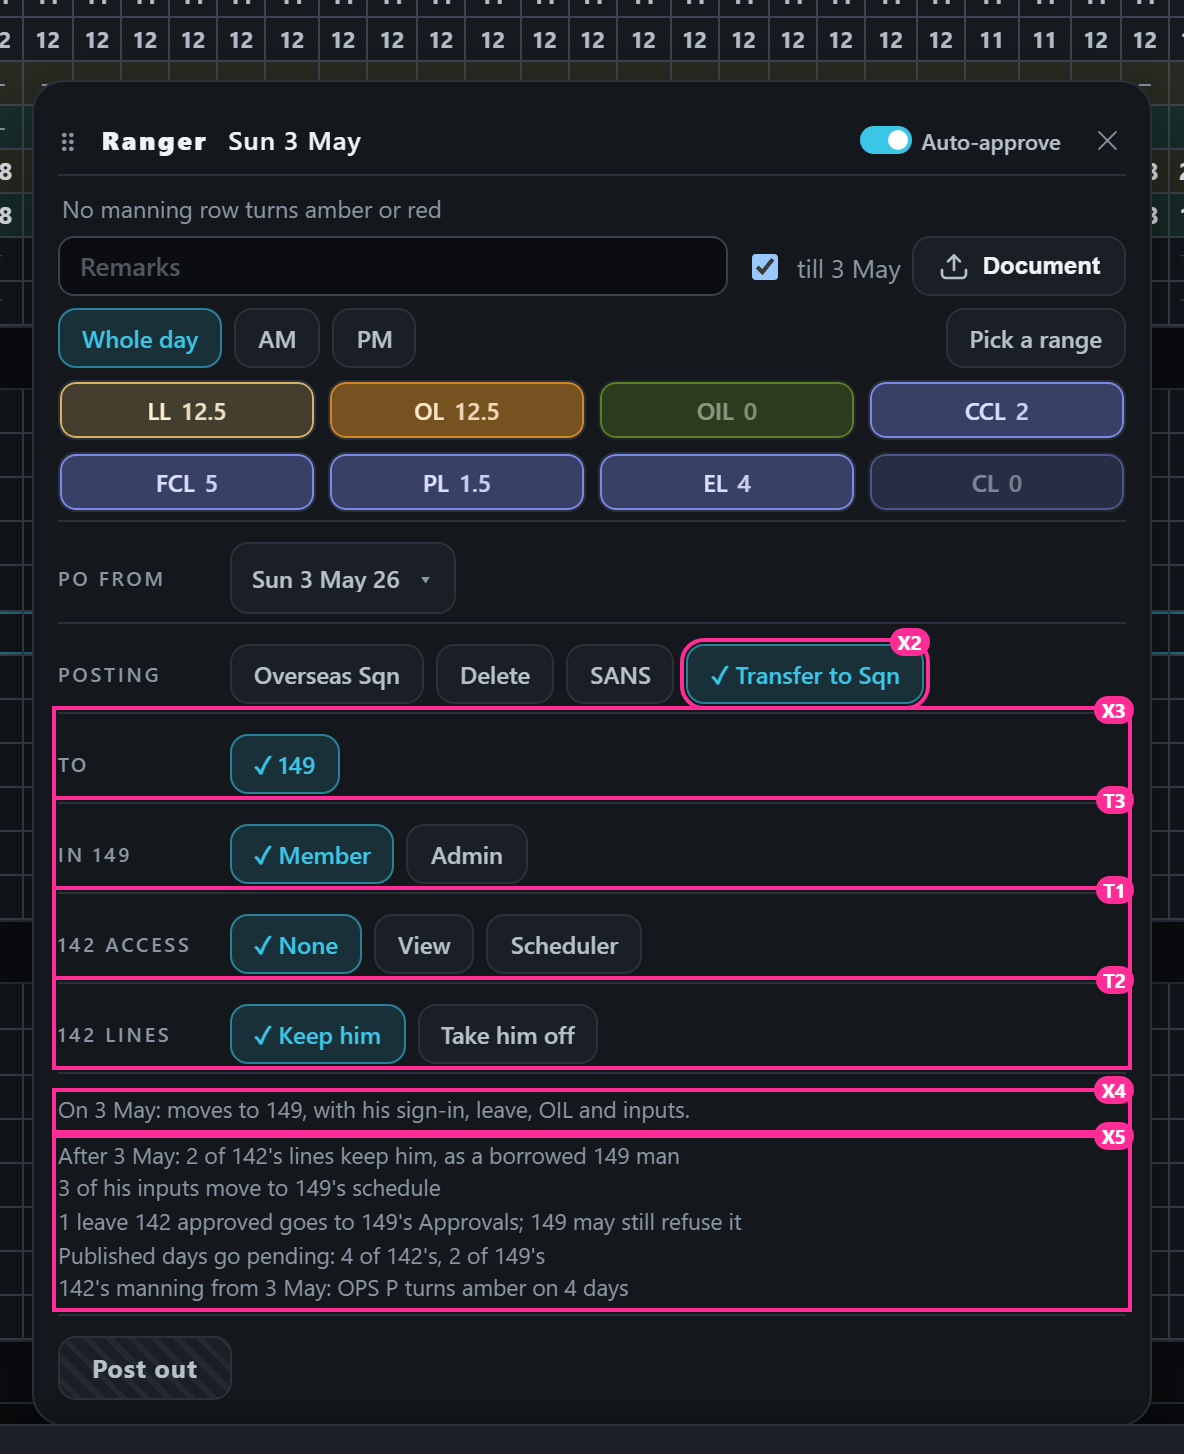 12 12 12 12 12 12 12 12 12 12 12 12 12 12 12 12 12 12 12 11 11 12 12
Ranger Sun 3 May Auto-approve
No manning row turns amber or red
Remarks till 3 May Document
Whole day AM PM Pick a range
LL 12.5 OL 12.5 OIL 0 CCL 2
FCL 5 PL 1.5 EL 4 CL 0
PO FROM Sun 3 May 26
X2
POSTING Overseas Sqn Delete SANS ✓ Transfer to Sqn
X3
TO ✓ 149
T3
IN 149 ✓ Member Admin
T1
142 ACCESS ✓ None View Scheduler
T2
142 LINES ✓ Keep him Take him off
X4
On 3 May: moves to 149, with his sign-in, leave, OIL and inputs.
X5
After 3 May: 2 of 142's lines keep him, as a borrowed 149 man
3 of his inputs move to 149's schedule
1 leave 142 approved goes to 149's Approvals; 149 may still refuse it
Published days go pending: 4 of 142's, 2 of 149's
142's manning from 3 May: OPS P turns amber on 4 days
Post out